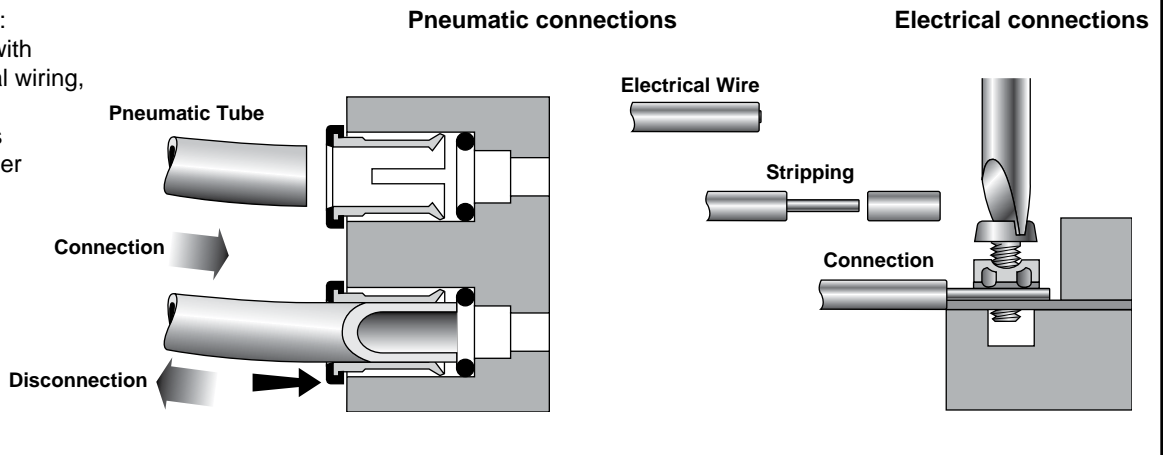 :
with
al wiring,
s
er
Pneumatic connections
Pneumatic Tube
Connection
Disconnection
Electrical connections
Electrical Wire
Stripping
Connection